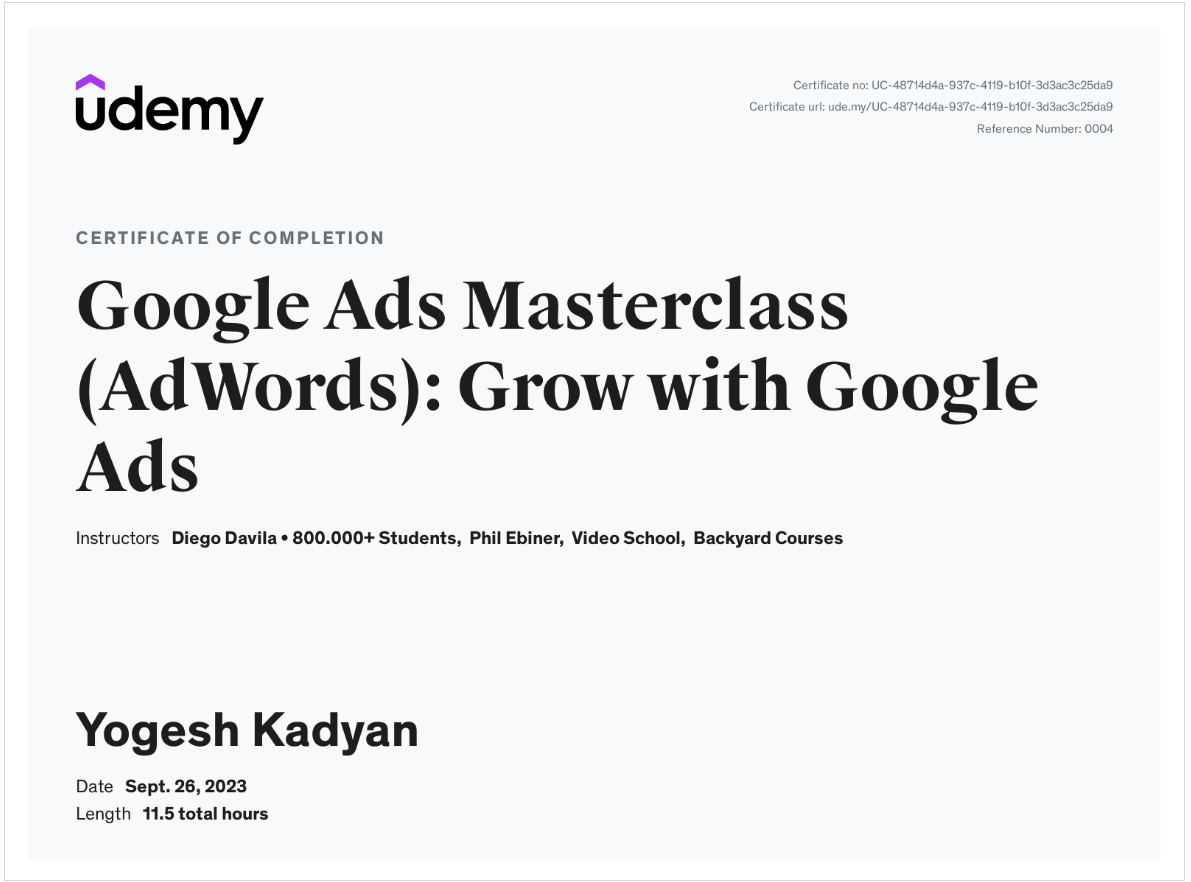 udemy
Certificate no: UC-48714d4a-937c-4119-b10f-3d3ac3c25da9
Certificate url: ude.my/UC-48714d4a-937c-4119-b10f-3d3ac3c25da9
Reference Number: 0004
CERTIFICATE OF COMPLETION
Google Ads Masterclass
(AdWords): Grow with Google
Ads
Instructors Diego Davila • 800.000+ Students, Phil Ebiner, Video School, Backyard Courses
Yogesh Kadyan
Date Sept. 26, 2023
Length 11.5 total hours